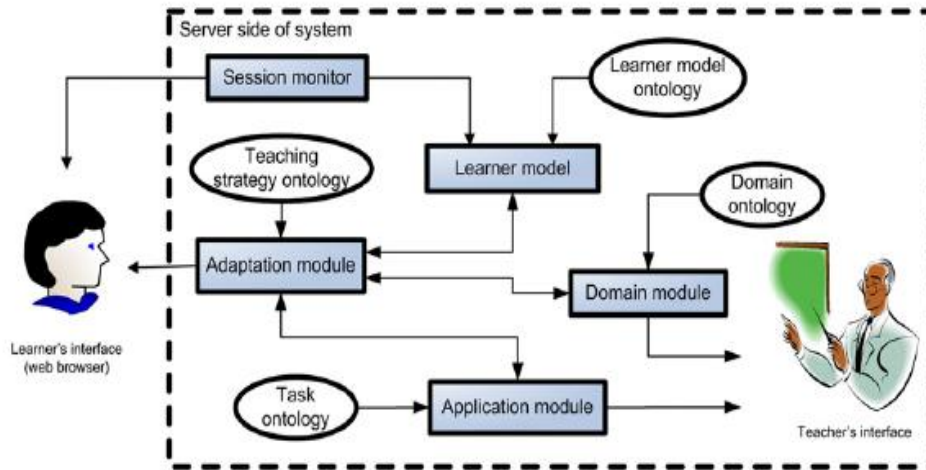 Server side of system
Session monitor
Learner model
ontology
Teaching
strategy ontology
Learner model
Domain
ontology
Adaptation module
Domain module
Learner's interface
(web browser)
Task
ontology
Application module
Teacher's interface